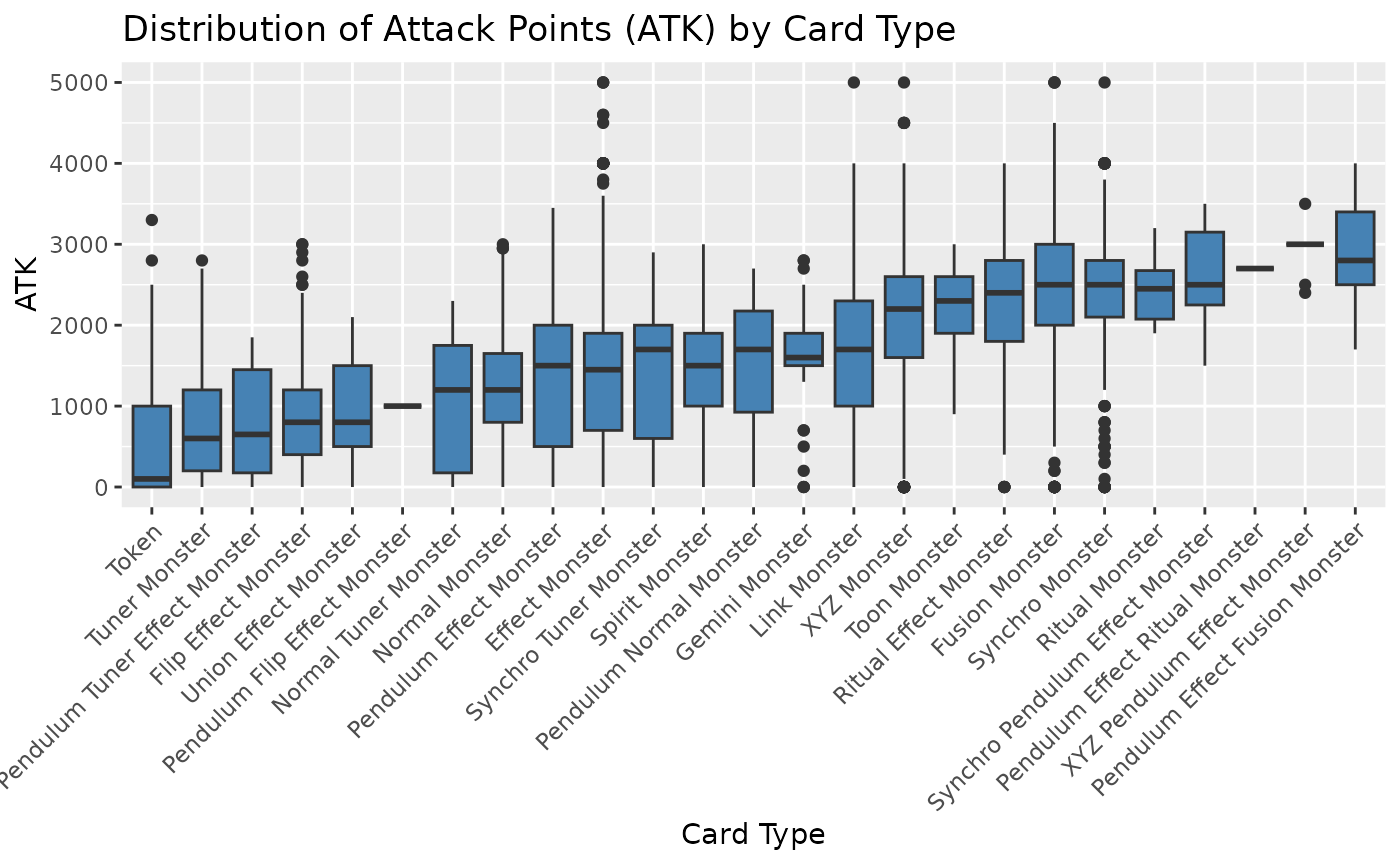 Distribution of Attack Points (ATK) by Card Type
ATK
5000
4000
3000
2000
1000
0
Token
Tuner Monster
Pendulum Tuner Effect Monster
Flip Effect Monster
Union Effect Monster
Pendulum Flip Effect Monster
Normal Tuner Monster
Normal Monster
Pendulum Effect Monster
Effect Monster
Synchro Tuner Monster
Spirit Monster
Pendulum Normal Monster
Gemini Monster
Link Monster
XYZ Monster
Toon Monster
Ritual Effect Monster
Fusion Monster
Synchro Monster
Ritual Monster
Synchro Pendulum Effect Monster
Pendulum Effect Ritual Monster
XYZ Pendulum Effect Monster
Pendulum Effect Fusion Monster
Card Type